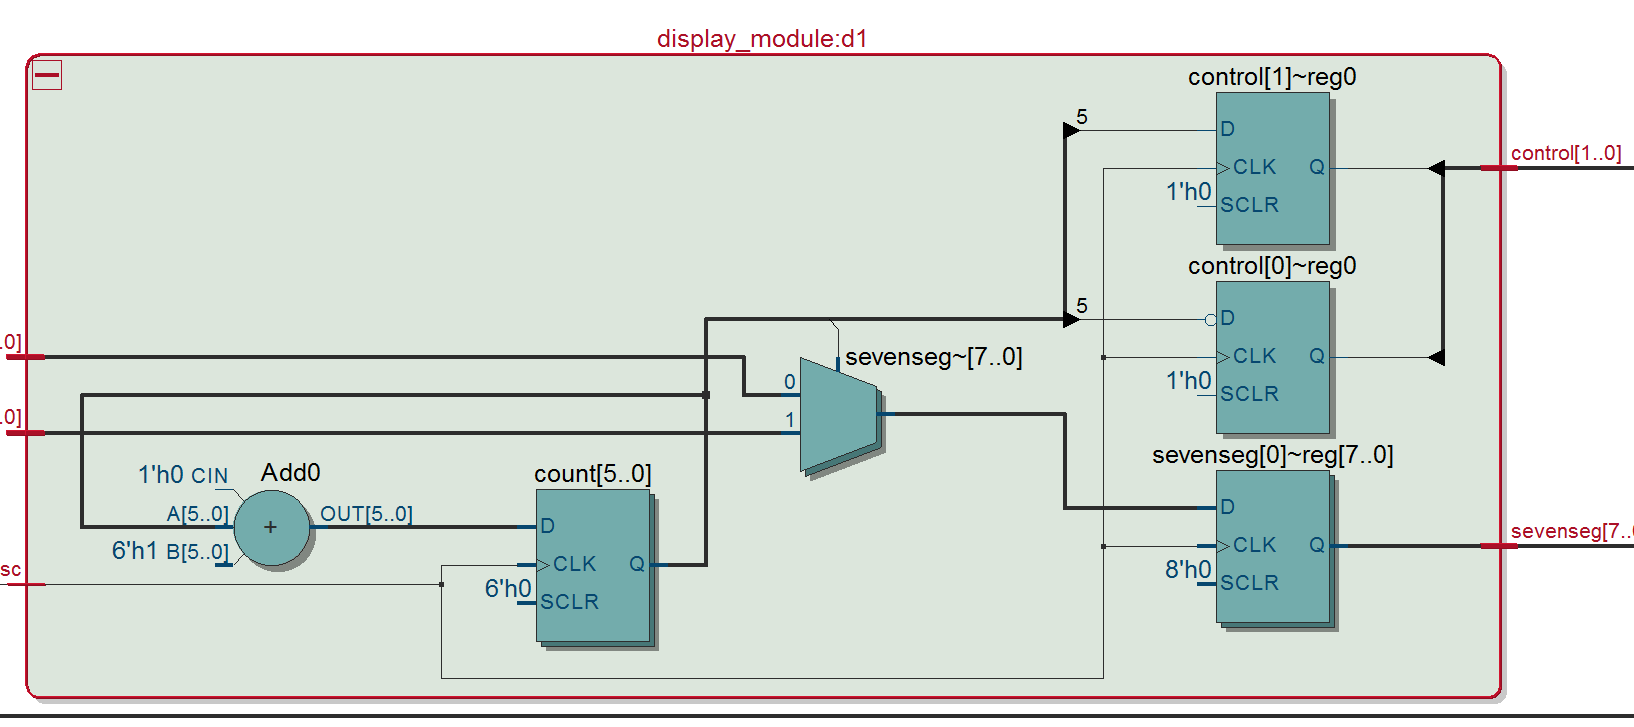 display_module:d1
control[1]~reg0
5
D
CLK
Q
1'h0
SCLR
control[1..0]
control[0]~reg0
5
D
CLK
Q
1'h0
SCLR
.0]
sevenseg~[7..0]
0
1
.0]
sevenseg[0]~reg[7..0]
D
CLK
Q
8'h0
SCLR
sevenseg[7..
1'h0 CIN
Add0
A[5..0]
+
OUT[5..0]
6'h1 B[5..0]
count[5..0]
D
CLK
Q
6'h0
SCLR
sc